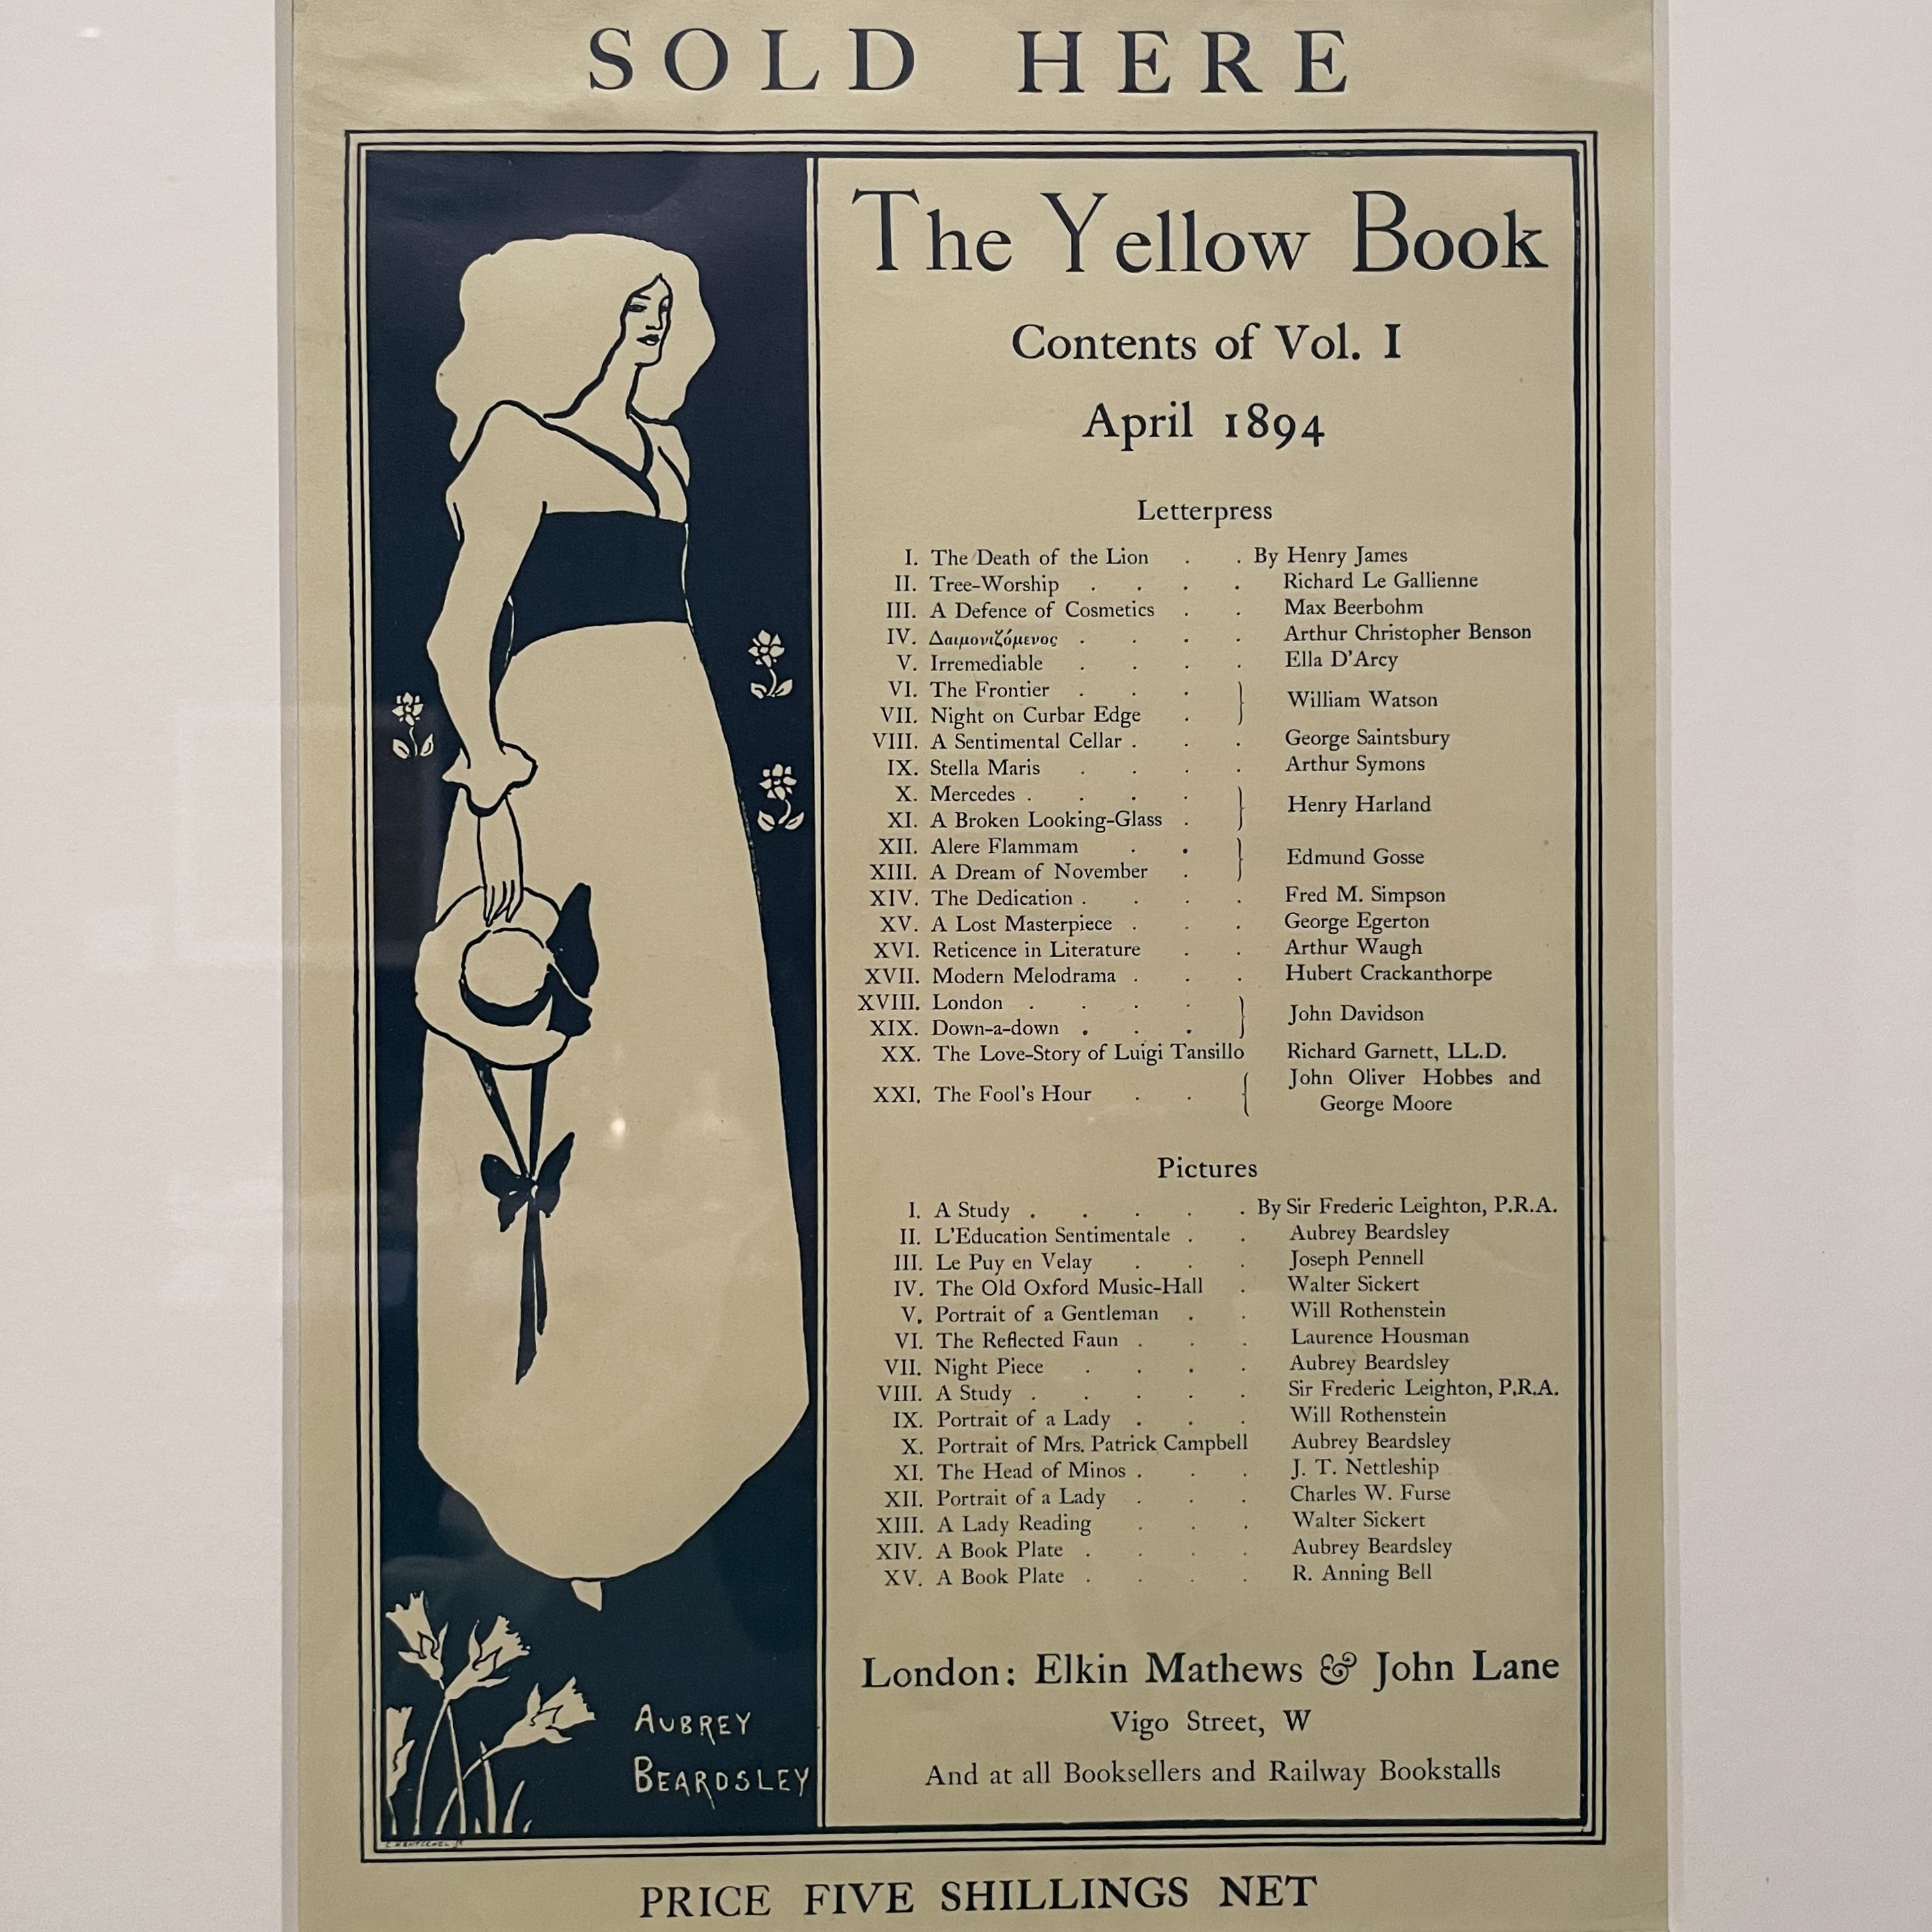 SOLD HERE
The Yellow Book
Contents of Vol. I
April 1894
Letterpress
I. The Death of the Lion . . By Henry James
II. Tree-Worship . . . . Richard Le Gallienne
III. A Defence of Cosmetics . . Max Beerbohm
IV. Δαιμονιζόμενος . . . . Arthur Christopher Benson
V. Irremediable . . . . Ella D'Arcy
VI. The Frontier . . . } William Watson
VII. Night on Curbar Edge .
VIII. A Sentimental Cellar . . . George Saintsbury
IX. Stella Maris . . . . Arthur Symons
X. Mercedes . . . . } Henry Harland
XI. A Broken Looking-Glass .
XII. Alere Flammam . . } Edmund Gosse
XIII. A Dream of November .
XIV. The Dedication . . . . Fred M. Simpson
XV. A Lost Masterpiece . . . George Egerton
XVI. Reticence in Literature . . Arthur Waugh
XVII. Modern Melodrama . . . Hubert Crackanthorpe
XVIII. London . . . . } John Davidson
XIX. Down-a-down . . .
XX. The Love-Story of Luigi Tansillo Richard Garnett, LL.D.
XXI. The Fool's Hour . . { John Oliver Hobbes and
George Moore
Pictures
I. A Study . . . . . By Sir Frederic Leighton, P.R.A.
II. L'Education Sentimentale . . Aubrey Beardsley
III. Le Puy en Velay . . . Joseph Pennell
IV. The Old Oxford Music-Hall . Walter Sickert
V. Portrait of a Gentleman . . Will Rothenstein
VI. The Reflected Faun . . . Laurence Housman
VII. Night Piece . . . . Aubrey Beardsley
VIII. A Study . . . . . Sir Frederic Leighton, P.R.A.
IX. Portrait of a Lady . . . Will Rothenstein
X. Portrait of Mrs. Patrick Campbell Aubrey Beardsley
XI. The Head of Minos . . . J. T. Nettleship
XII. Portrait of a Lady . . . Charles W. Furse
XIII. A Lady Reading . . . Walter Sickert
XIV. A Book Plate . . . . Aubrey Beardsley
XV. A Book Plate . . . . R. Anning Bell
London: Elkin Mathews & John Lane
Vigo Street, W
And at all Booksellers and Railway Bookstalls
AUBREY
BEARDSLEY
PRICE FIVE SHILLINGS NET